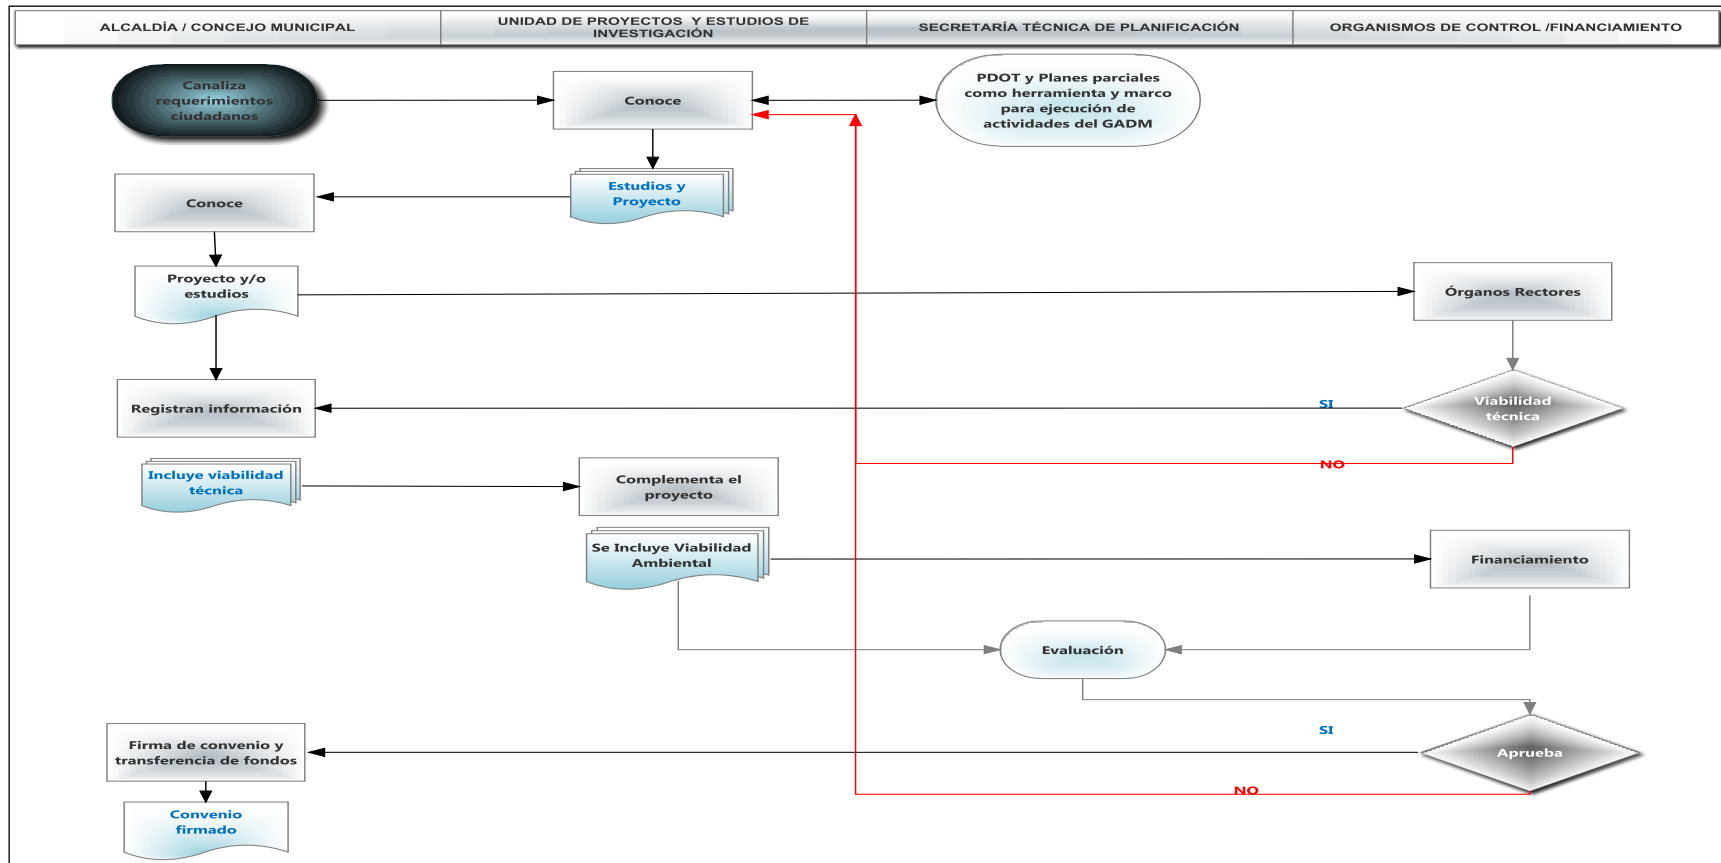 ALCALDÍA / CONCEJO MUNICIPAL
UNIDAD DE PROYECTOS Y ESTUDIOS DE
INVESTIGACIÓN
SECRETARÍA TÉCNICA DE PLANIFICACIÓN
ORGANISMOS DE CONTROL /FINANCIAMIENTO
Canaliza
requerimientos
ciudadanos
Conoce
PDOT y Planes parciales
como herramienta y marco
para ejecución de
actividades del GADM
Estudios y
Proyecto
Conoce
Proyecto y/o
estudios
Órganos Rectores
Registran información
SI
Viabilidad
técnica
NO
Incluye viabilidad
técnica
Complementa el
proyecto
Se Incluye Viabilidad
Ambiental
Financiamiento
Evaluación
SI
Firma de convenio y
transferencia de fondos
Aprueba
NO
Convenio
firmado